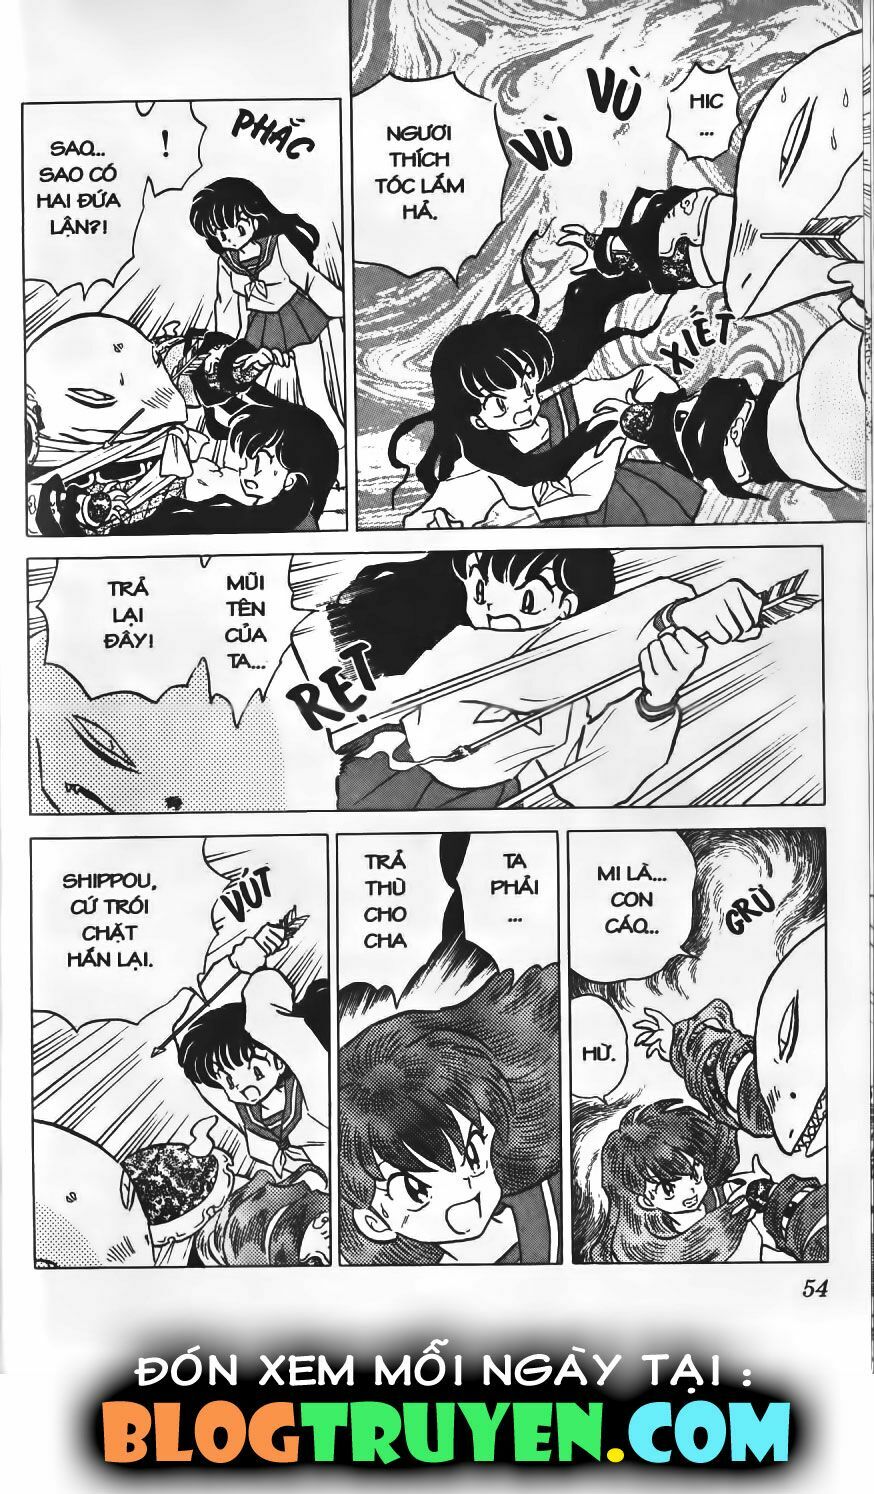 HIC
...
VÙ
VÙ
NGƯƠI
THÍCH
TÓC LẮM
HẢ.
XIẾT
PHẮC
!
SAO...
SAO CÓ
HAI ĐỨA
LẬN?!
MŨI
TÊN
CỦA
TA...
TRẢ
LẠI
ĐÂY!
RẸT
MI LÀ...
CON
CÁO...
GRỪ
HỪ.
TA
PHẢI
...
TRẢ
THÙ
CHO
CHA
VÚT
SHIPPOU,
CỨ TRÓI
CHẶT
HẮN LẠI.
54
ĐÓN XEM MỖI NGÀY TẠI :
BLOGTRUYEN.COM